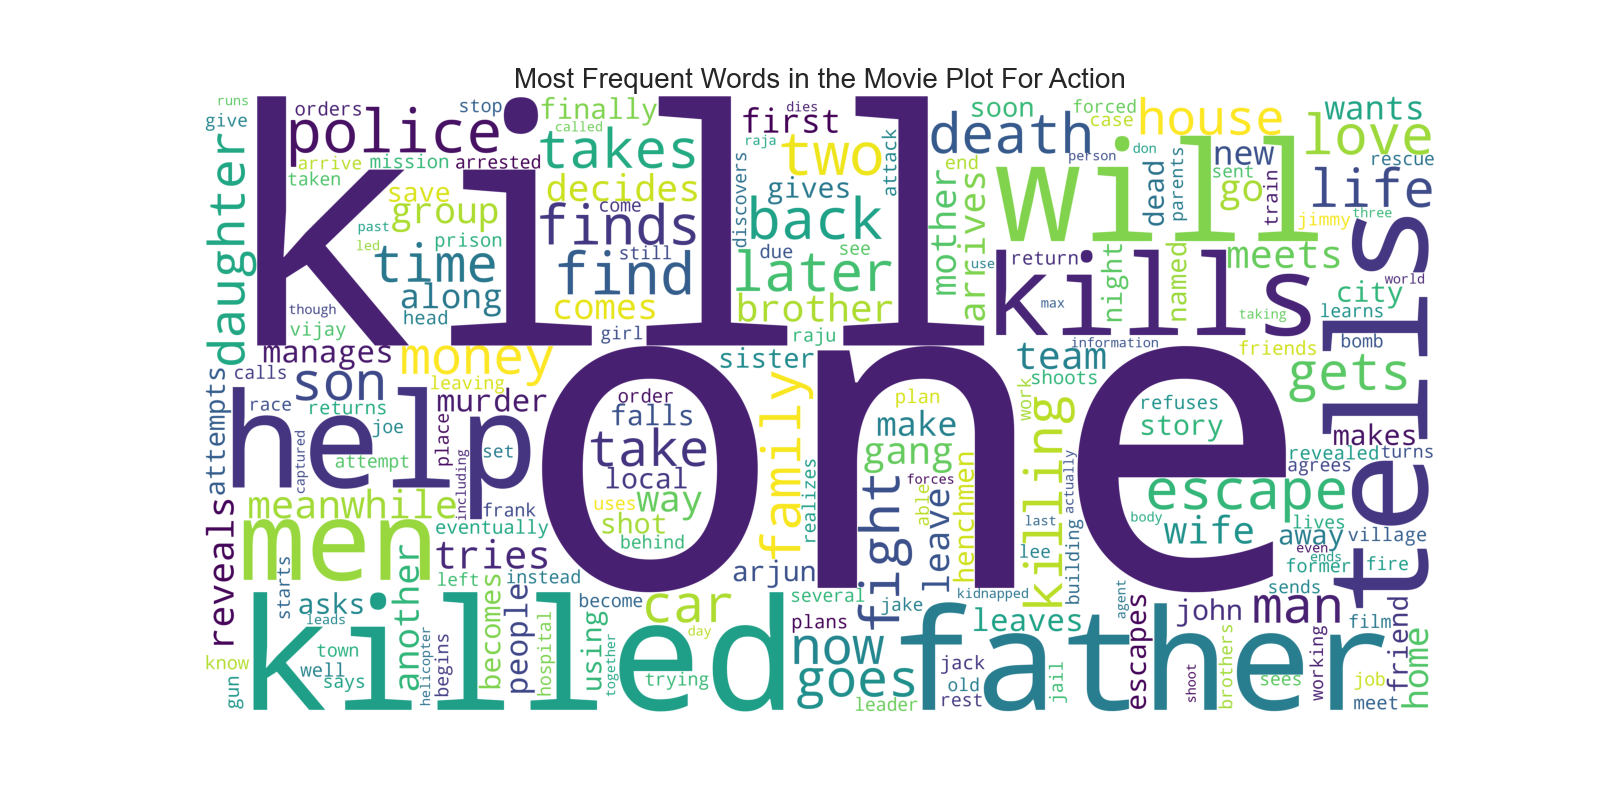 Most Frequent Words in the Movie Plot For Action
runs
orders
stop
finally
dies
soon
forced
wants
give
police
called
first
death
case
house
love
kill
takes
raja
two
attack
person
don
new
rescue
arrive
mission
arrested
taken
save
decides
discovers
gives
end
will
dead
parents
sent
go
train
life
daughter
group
come
finds
back
mother
arrives
jimmy
three
past
led
prison
still
due
see
return
night
named
meets
tells
time
find
later
use
kills
city
world
along
comes
brother
max
taking
learns
though
vijay
head
girl
raju
information
friends
bomb
manages
money
sister
team
calls
son
leaving
shoots
gets
attempts
help
murder
order
one
family
plan
work
refuses
race
returns
falls
make
story
makes
joe
place
set
take
gang
killing
revealed
turns
captured
attempt
including
local
realizes
fight
forces
henchmen
actually
agrees
escape
reveals
meanwhile
frank
uses
way
able
leave
last
body
lives
men
eventually
shot
behind
wife
away
village
even
tries
arjun
lee
building
ends
former
fire
starts
another
left
instead
kidnapped
sends
asks
becomes
people
become
car
several
jake
agent
escapes
john
man
friend
leads
killed
plans
now
father
leaves
film
home
town
helicopter
begins
hospital
using
together
day
know
well
jack
shoot
brothers
working
gun
says
trying
goes
old
jail
sees
job
leader
rest
meet